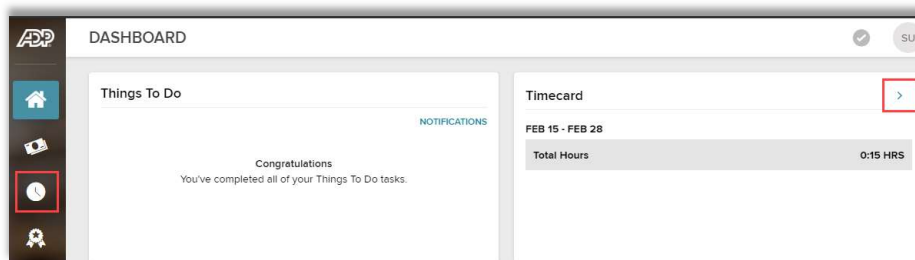 ADP
DASHBOARD
SU
Things To Do
NOTIFICATIONS
Congratulations
You've completed all of your Things To Do tasks.
Timecard
FEB 15 - FEB 28
Total Hours 0:15 HRS